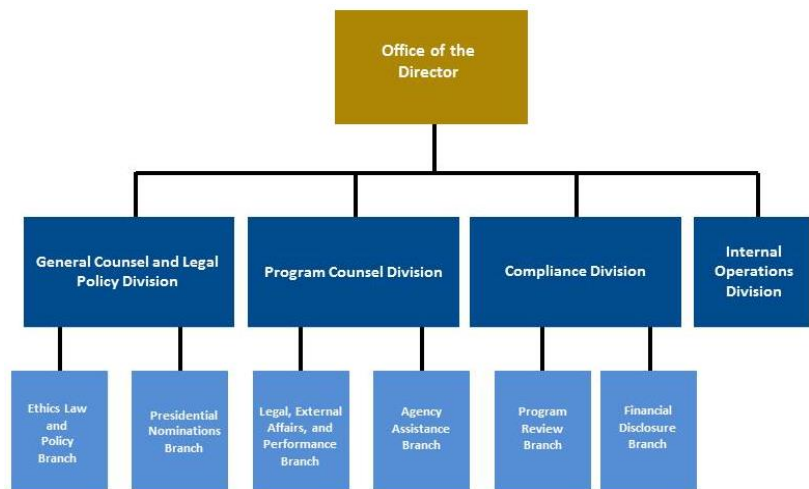 Office of the
Director
General Counsel and Legal
Policy Division
Program Counsel Division
Compliance Division
Internal
Operations
Division
Ethics Law
and
Policy
Branch
Presidential
Nominations
Branch
Legal, External
Affairs, and
Performance
Branch
Agency
Assistance
Branch
Program
Review
Branch
Financial
Disclosure
Branch